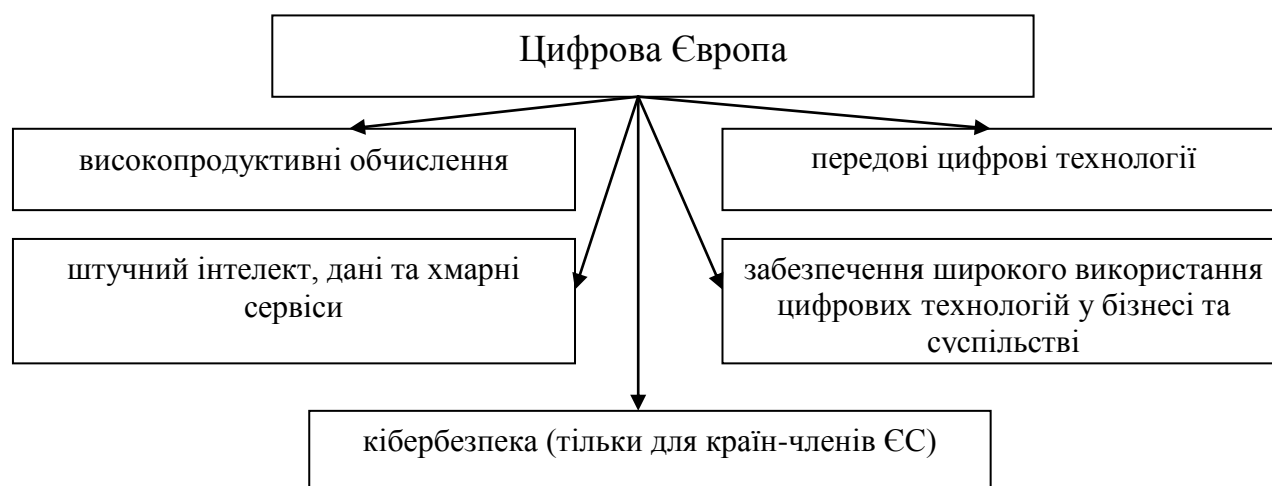 Цифрова Європа
високопродуктивні обчислення
передові цифрові технології
штучний інтелект, дані та хмарні
сервіси
забезпечення широкого використання
цифрових технологій у бізнесі та
суспільстві
кібербезпека (тільки для країн-членів ЄС)